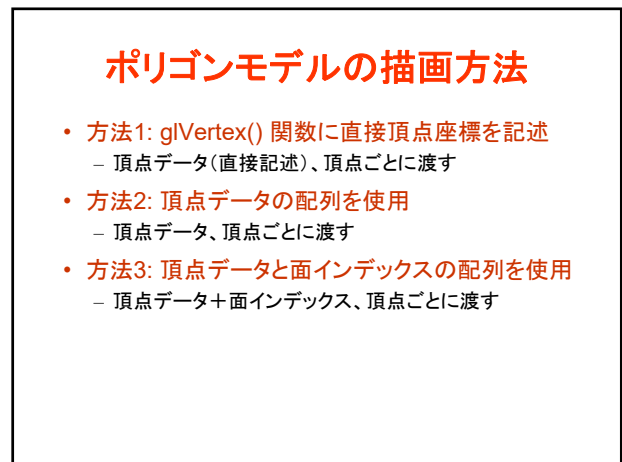 ポリゴンモデルの描画方法
• 方法1: glVertex() 関数に直接頂点座標を記述
– 頂点データ(直接記述)、頂点ごとに渡す
• 方法2: 頂点データの配列を使用
– 頂点データ、頂点ごとに渡す
• 方法3: 頂点データと面インデックスの配列を使用
– 頂点データ+面インデックス、頂点ごとに渡す